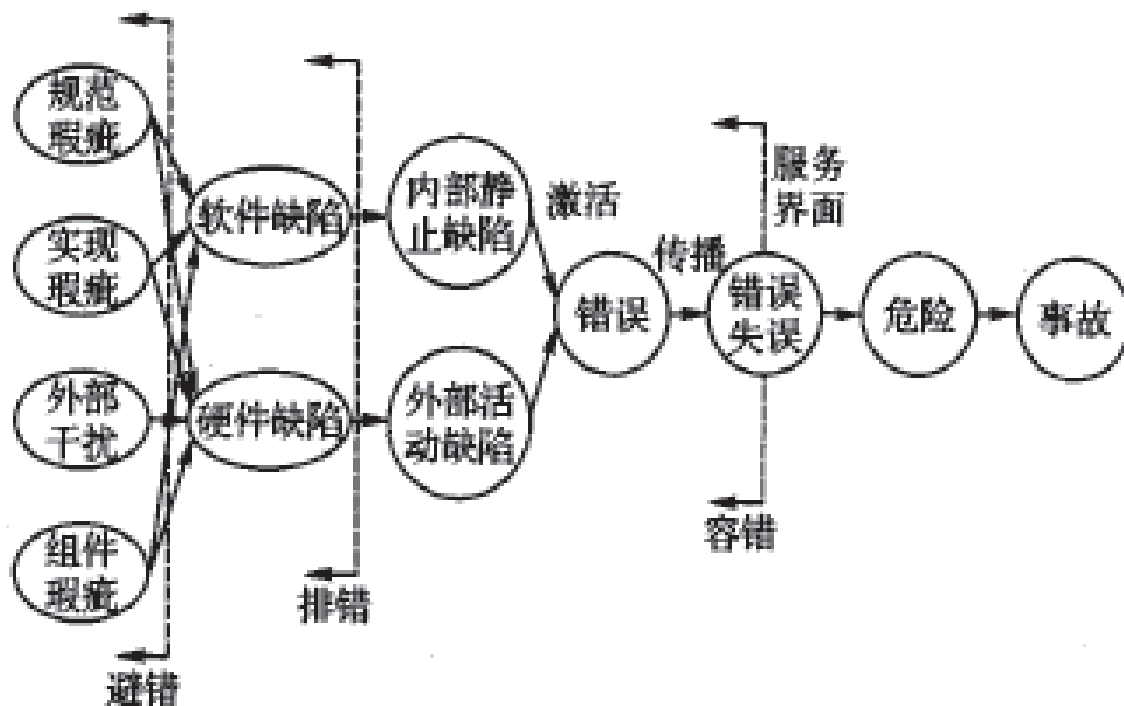 规范
瑕疵
实现
瑕疵
外部
干扰
组件
瑕疵
避错
软件缺陷
硬件缺陷
排错
内部静
止缺陷
外部活
动缺陷
激活
错误
传播
服务
界面
错误
失误
容错
危险
事故